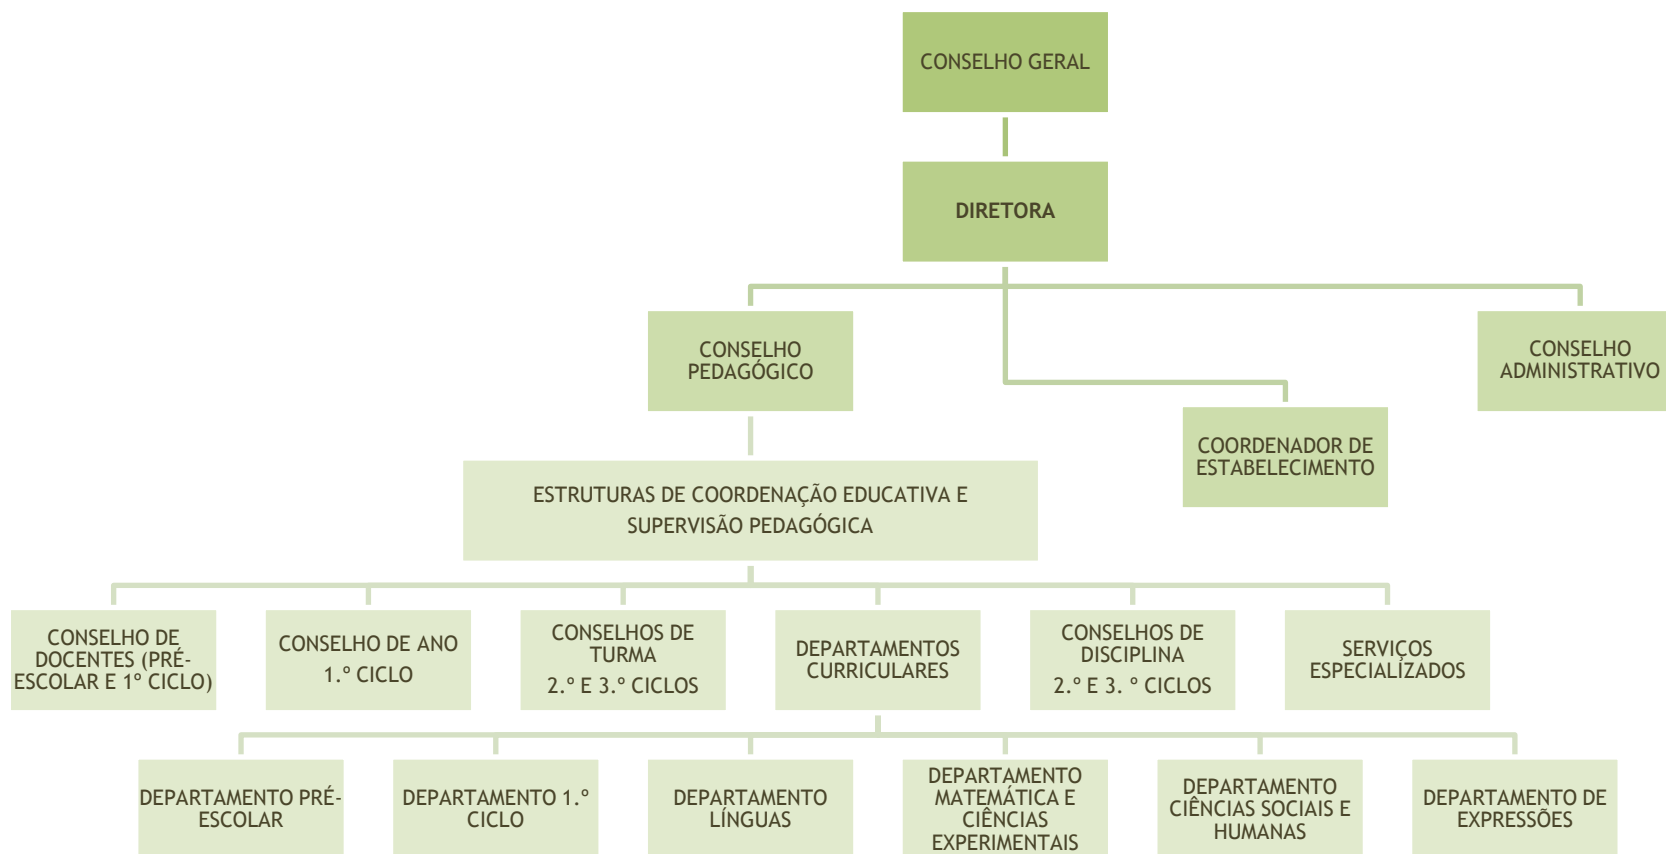 CONSELHO GERAL
DIRETORA
CONSELHO
PEDAGÓGICO
CONSELHO
ADMINISTRATIVO
COORDENADOR DE
ESTABELECIMENTO
ESTRUTURAS DE COORDENAÇÃO EDUCATIVA E
SUPERVISÃO PEDAGÓGICA
CONSELHO DE
DOCENTES (PRÉ-
ESCOLAR E 1º CICLO)
CONSELHO DE ANO
1.º CICLO
CONSELHOS DE
TURMA
2.º E 3.º CICLOS
DEPARTAMENTOS
CURRICULARES
CONSELHOS DE
DISCIPLINA
2.º E 3. º CICLOS
SERVIÇOS
ESPECIALIZADOS
DEPARTAMENTO PRÉ-
ESCOLAR
DEPARTAMENTO 1.º
CICLO
DEPARTAMENTO
LÍNGUAS
DEPARTAMENTO
MATEMÁTICA E
CIÊNCIAS
EXPERIMENTAIS
DEPARTAMENTO
CIÊNCIAS SOCIAIS E
HUMANAS
DEPARTAMENTO DE
EXPRESSÕES